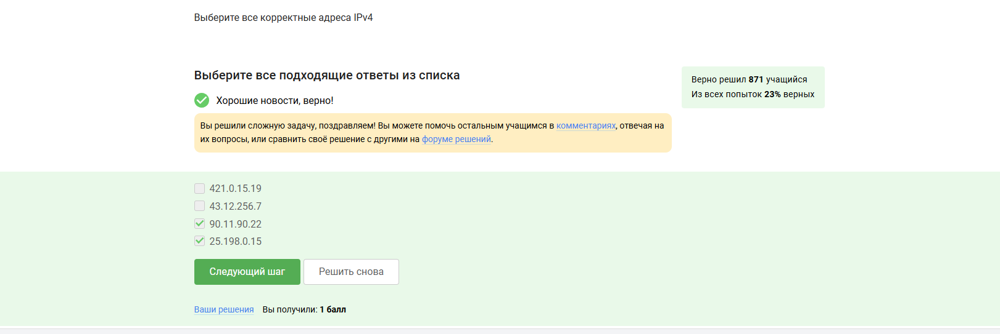 Выберите все корректные адреса IPv4
Выберите все подходящие ответы из списка
Верно решил 871 учащийся
Из всех попыток 23% верных
Хорошие новости, верно!
Вы решили сложную задачу, поздравляем! Вы можете помочь остальным учащимся в комментариях, отвечая на
их вопросы, или сравнить своё решение с другими на форуме решений.
421.0.15.19
43.12.256.7
90.11.90.22
25.198.0.15
Следующий шаг
Решить снова
Ваши решения Вы получили: 1 балл